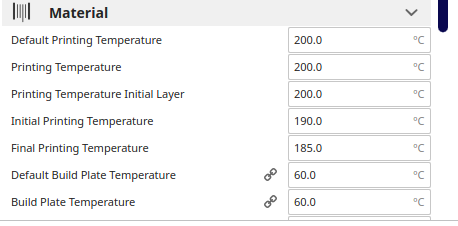 Material
Default Printing Temperature 200.0 °C
Printing Temperature 200.0 °C
Printing Temperature Initial Layer 200.0 °C
Initial Printing Temperature 190.0 °C
Final Printing Temperature 185.0 °C
Default Build Plate Temperature 60.0 °C
Build Plate Temperature 60.0 °C